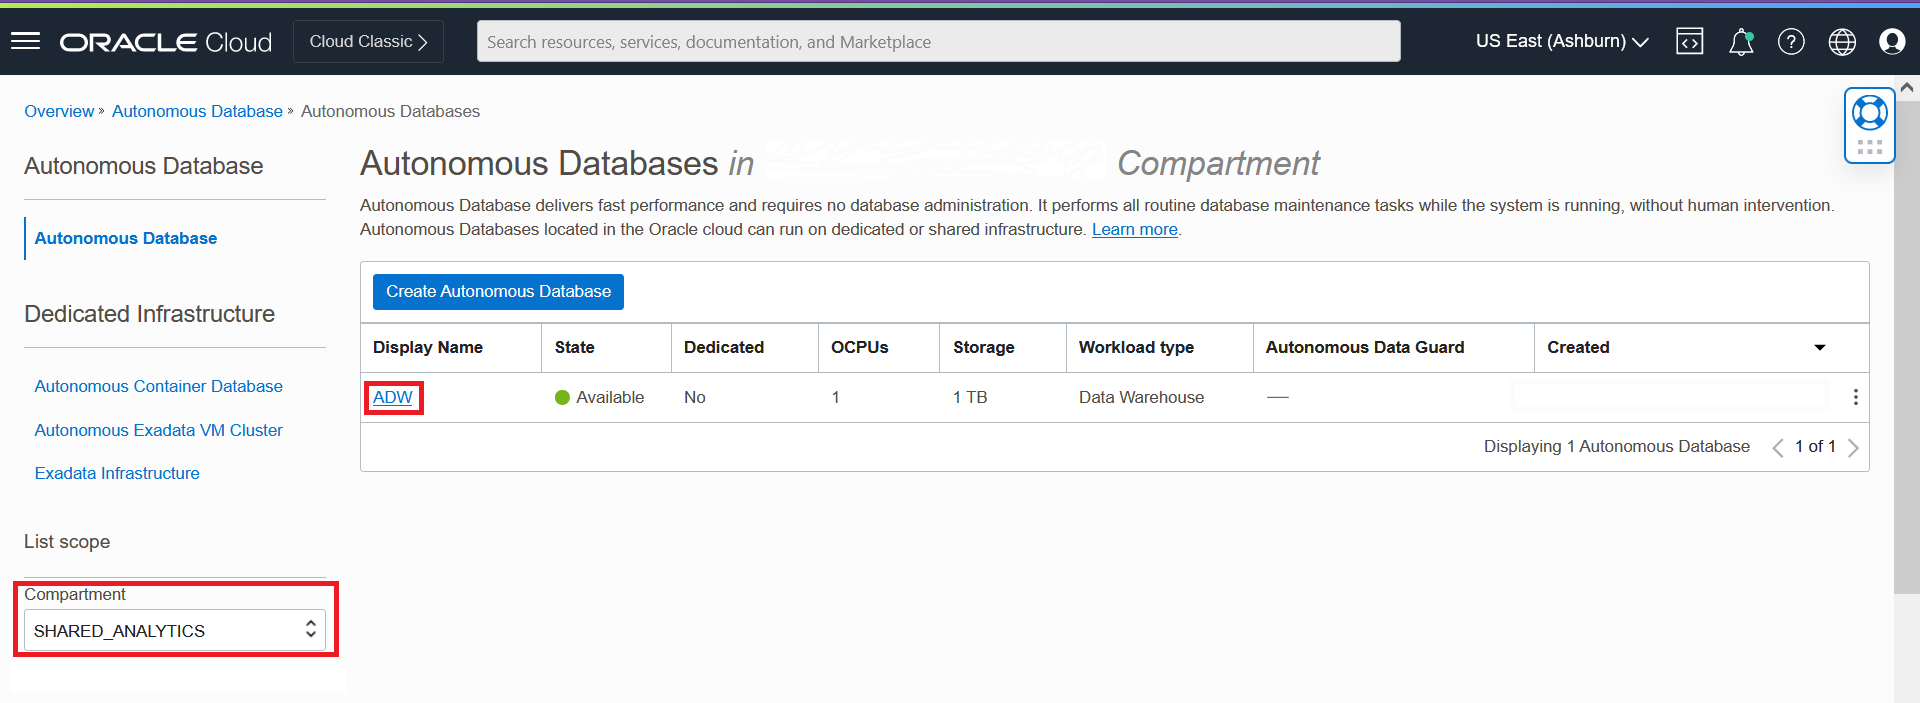 ORACLE Cloud
Cloud Classic
Search resources, services, documentation, and Marketplace
US East (Ashburn)
Overview » Autonomous Database » Autonomous Databases
Autonomous Database
Autonomous Database
Dedicated Infrastructure
Autonomous Container Database
Autonomous Exadata VM Cluster
Exadata Infrastructure
List scope
Compartment
SHARED_ANALYTICS
Autonomous Databases in Compartment
Autonomous Database delivers fast performance and requires no database administration. It performs all routine database maintenance tasks while the system is running, without human intervention.
Autonomous Databases located in the Oracle cloud can run on dedicated or shared infrastructure. Learn more.
Create Autonomous Database
Display Name State Dedicated OCPUs Storage Workload type Autonomous Data Guard Created
ADW Available No 1 1 TB Data Warehouse —
Displaying 1 Autonomous Database 1 of 1